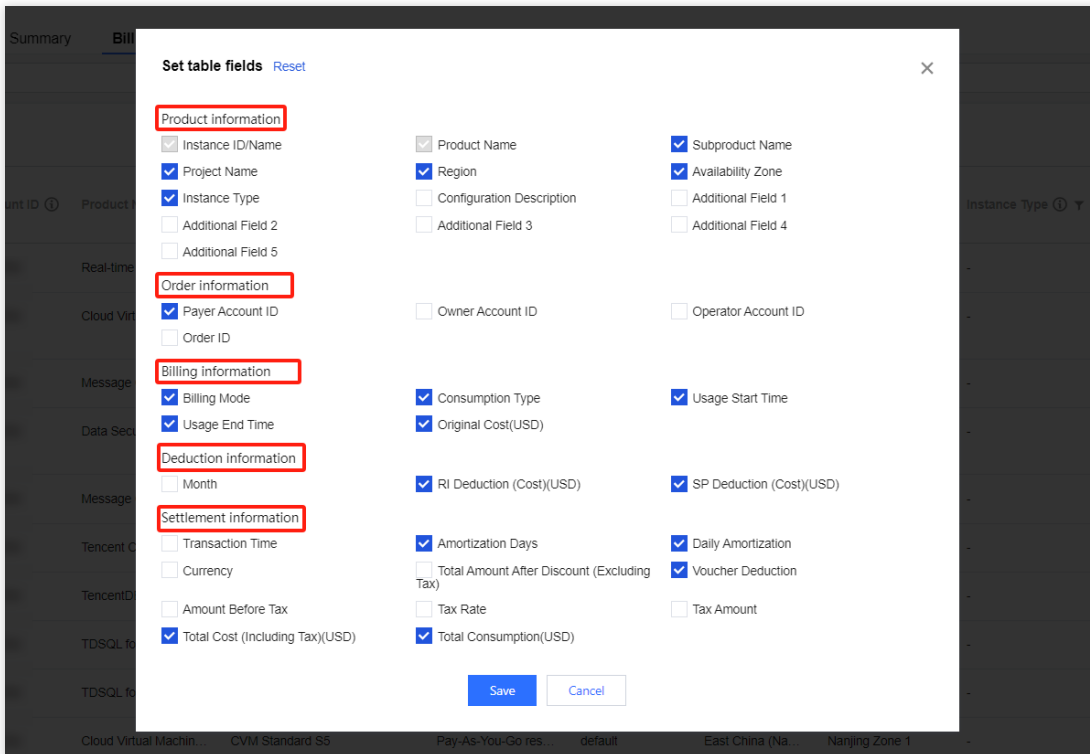 Summary Bill
Set table fields Reset
Product information
Instance ID/Name Product Name Subproduct Name
Project Name Region Availability Zone
Instance Type Configuration Description Additional Field 1
unt ID Product N Instance Type
Additional Field 2 Additional Field 3 Additional Field 4
Additional Field 5
Real-time
Order information
Cloud Virt Payer Account ID Owner Account ID Operator Account ID -
Order ID
Billing information
Message -
Billing Mode Consumption Type Usage Start Time
Data Secu Usage End Time Original Cost(USD) -
Deduction information
Month RI Deduction (Cost)(USD) SP Deduction (Cost)(USD)
Message -
Settlement information
Tencent C Transaction Time Amortization Days Daily Amortization -
Currency Total Amount After Discount (Excluding Voucher Deduction
Tax)
TencentD -
Amount Before Tax Tax Rate Tax Amount
Total Cost (Including Tax)(USD) Total Consumption(USD)
TDSQL fo -
TDSQL fo Save Cancel -
Cloud Virtual Machin... CVM Standard S5 Pay-As-You-Go res... default East China (Na... Nanjing Zone 1 -